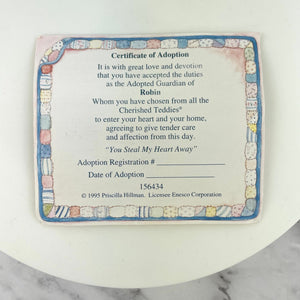 Certificate of Adoption
It is with great love and devotion
that you have accepted the duties
as the Adopted Guardian of
Robin
Whom you have chosen from all the
Cherished Teddies®
to enter your heart and your home,
agreeing to give tender care
and affection from this day.
"You Steal My Heart Away"
Adoption Registration #
Date of Adoption
156434
© 1995 Priscilla Hillman. Licensee Enesco Corporation